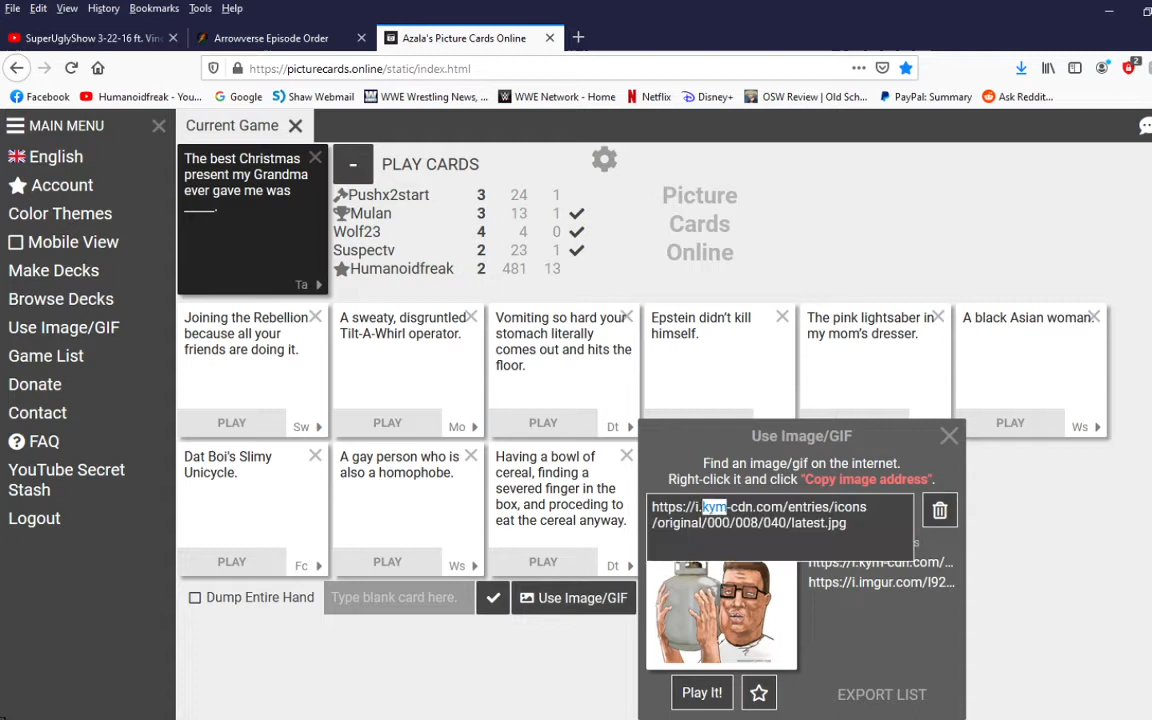 File Edit View History Bookmarks Tools Help
SuperUglyShow 3-22-16 ft. Vinc
Arrowverse Episode Order
Azala's Picture Cards Online
https://picturecards.online/static/index.html
2
Facebook
Humanoidfreak - You...
Google
Shaw Webmail
WWE Wrestling News, ...
WWE Network - Home
Netflix
Disney+
OSW Review | Old Sch...
PayPal: Summary
Ask Reddit...
MAIN MENU
English
Account
Color Themes
Mobile View
Make Decks
Browse Decks
Use Image/GIF
Game List
Donate
Contact
FAQ
YouTube Secret
Stash
Logout
Current Game
The best Christmas
present my Grandma
ever gave me was
_____.
Ta
- PLAY CARDS
Pushx2start 3 24 1
Mulan 3 13 1
Wolf23 4 4 0
Suspectv 2 23 1
Humanoidfreak 2 481 13
Picture
Cards
Online
Joining the Rebellion
because all your
friends are doing it.
PLAY Sw
A sweaty, disgruntled
Tilt-A-Whirl operator.
PLAY Mo
Vomiting so hard your
stomach literally
comes out and hits the
floor.
PLAY Dt
Epstein didn't kill
himself.
The pink lightsaber in
my mom's dresser.
A black Asian woman.
PLAY Ws
Dat Boi's Slimy
Unicycle.
PLAY Fc
A gay person who is
also a homophobe.
PLAY Ws
Having a bowl of
cereal, finding a
severed finger in the
box, and proceding to
eat the cereal anyway.
PLAY Dt
Dump Entire Hand
Type blank card here.
Use Image/GIF
Use Image/GIF
Find an image/gif on the internet.
Right-click it and click "Copy image address".
https://i.kym-cdn.com/entries/icons
/original/000/008/040/latest.jpg
https://i.kym-cdn.com/...
https://i.imgur.com/I92...
Play It!
EXPORT LIST